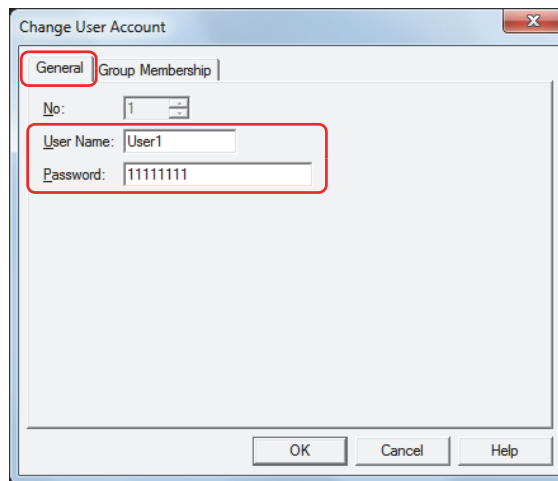 Change User Account
General Group Membership
No: 1
User Name: User1
Password: 11111111
OK Cancel Help